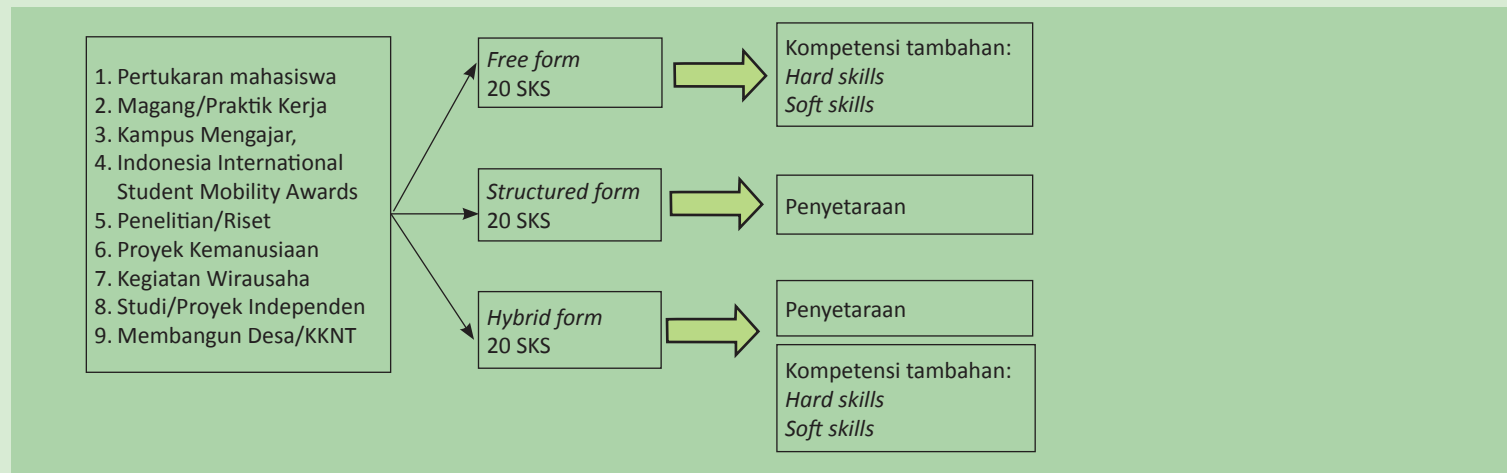 1. Pertukaran mahasiswa
2. Magang/Praktik Kerja
3. Kampus Mengajar,
4. Indonesia International
Student Mobility Awards
5. Penelitian/Riset
6. Proyek Kemanusiaan
7. Kegiatan Wirausaha
8. Studi/Proyek Independen
9. Membangun Desa/KKNT
Free form
20 SKS
Kompetensi tambahan:
Hard skills
Soft skills
Structured form
20 SKS
Penyetaraan
Hybrid form
20 SKS
Penyetaraan
Kompetensi tambahan:
Hard skills
Soft skills